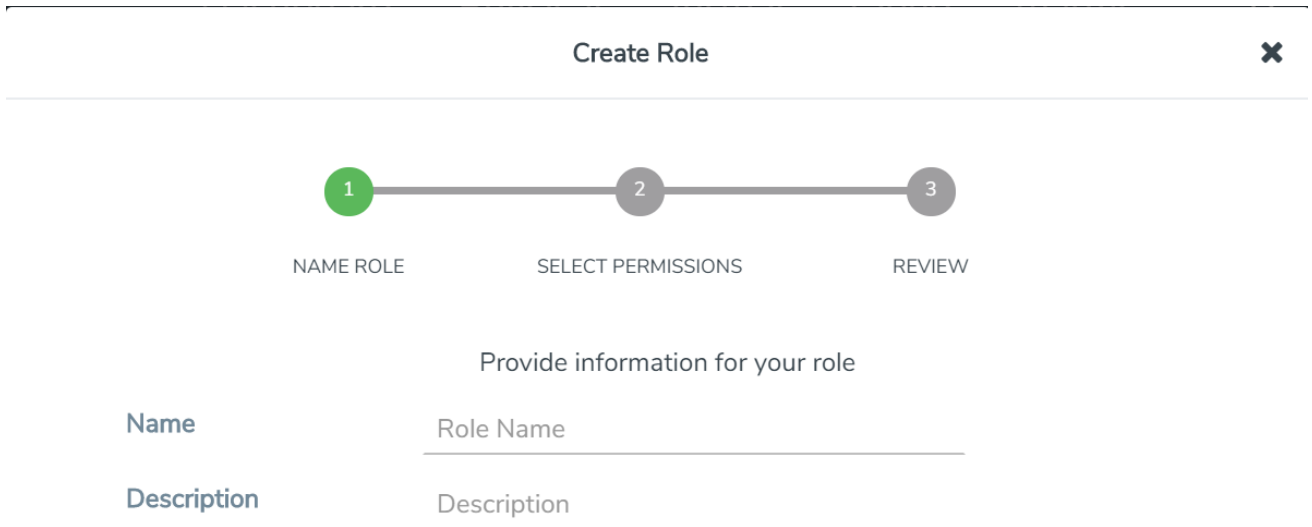 Create Role
1 2 3
NAME ROLE SELECT PERMISSIONS REVIEW
Provide information for your role
Name Role Name
Description Description